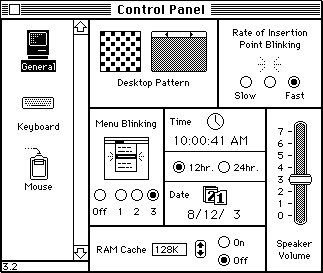 Control Panel
General
Keyboard
Mouse
3.2
Desktop Pattern
Rate of Insertion
Point Blinking
Slow Fast
Menu Blinking
Off 1 2 3
Time
10:00:41 AM
12hr. 24hr.
Date
21
8/12/ 3
7
6
5
4
3
2
1
0
Speaker
Volume
RAM Cache 128K
On
Off